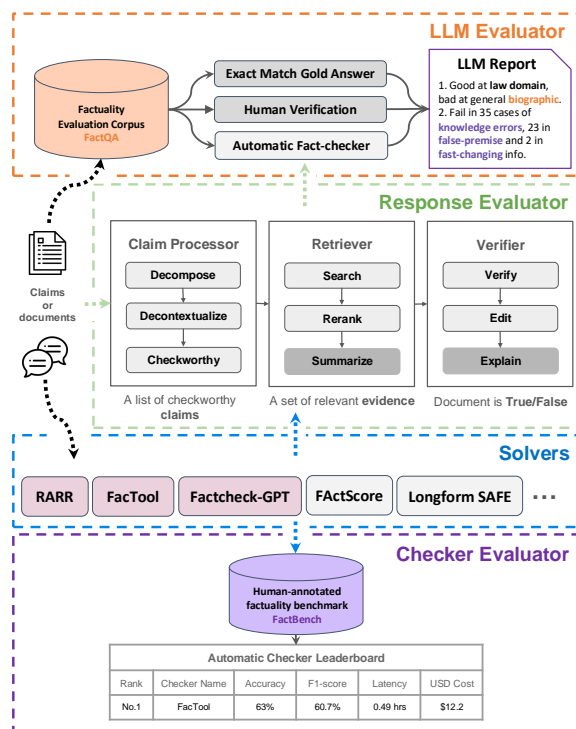 LLM Evaluator
Factuality
Evaluation Corpus
FactQA
Exact Match Gold Answer
Human Verification
Automatic Fact-checker
LLM Report
1. Good at law domain,
bad at general biographic.
2. Fail in 35 cases of
knowledge errors, 23 in
false-premise and 2 in
fast-changing info.
Response Evaluator
Claims
or
documents
Claim Processor
Decompose
Decontextualize
Checkworthy
A list of checkworthy
claims
Retriever
Search
Rerank
Summarize
A set of relevant evidence
Verifier
Verify
Edit
Explain
Document is True/False
Solvers
RARR
FacTool
Factcheck-GPT
FActScore
Longform SAFE
...
Checker Evaluator
Human-annotated
factuality benchmark
FactBench
Automatic Checker Leaderboard
Rank Checker Name Accuracy F1-score Latency USD Cost
No.1 FacTool 63% 60.7% 0.49 hrs $12.2